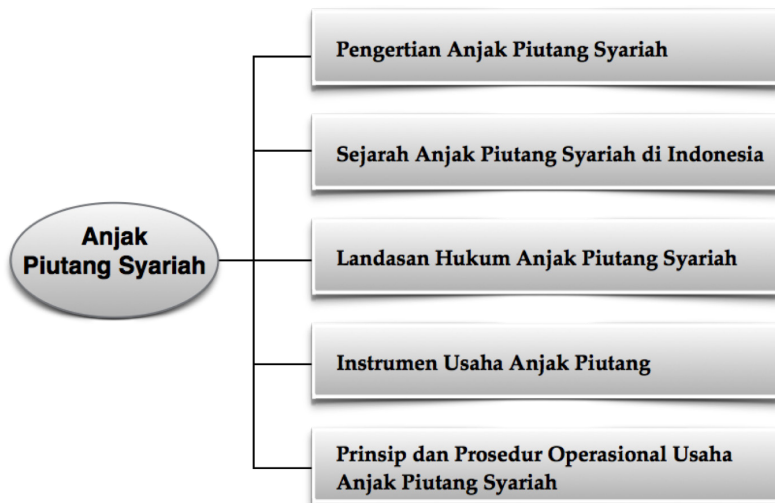 Pengertian Anjak Piutang Syariah
Sejarah Anjak Piutang Syariah di Indonesia
Anjak
Piutang Syariah
Landasan Hukum Anjak Piutang Syariah
Instrumen Usaha Anjak Piutang
Prinsip dan Prosedur Operasional Usaha
Anjak Piutang Syariah